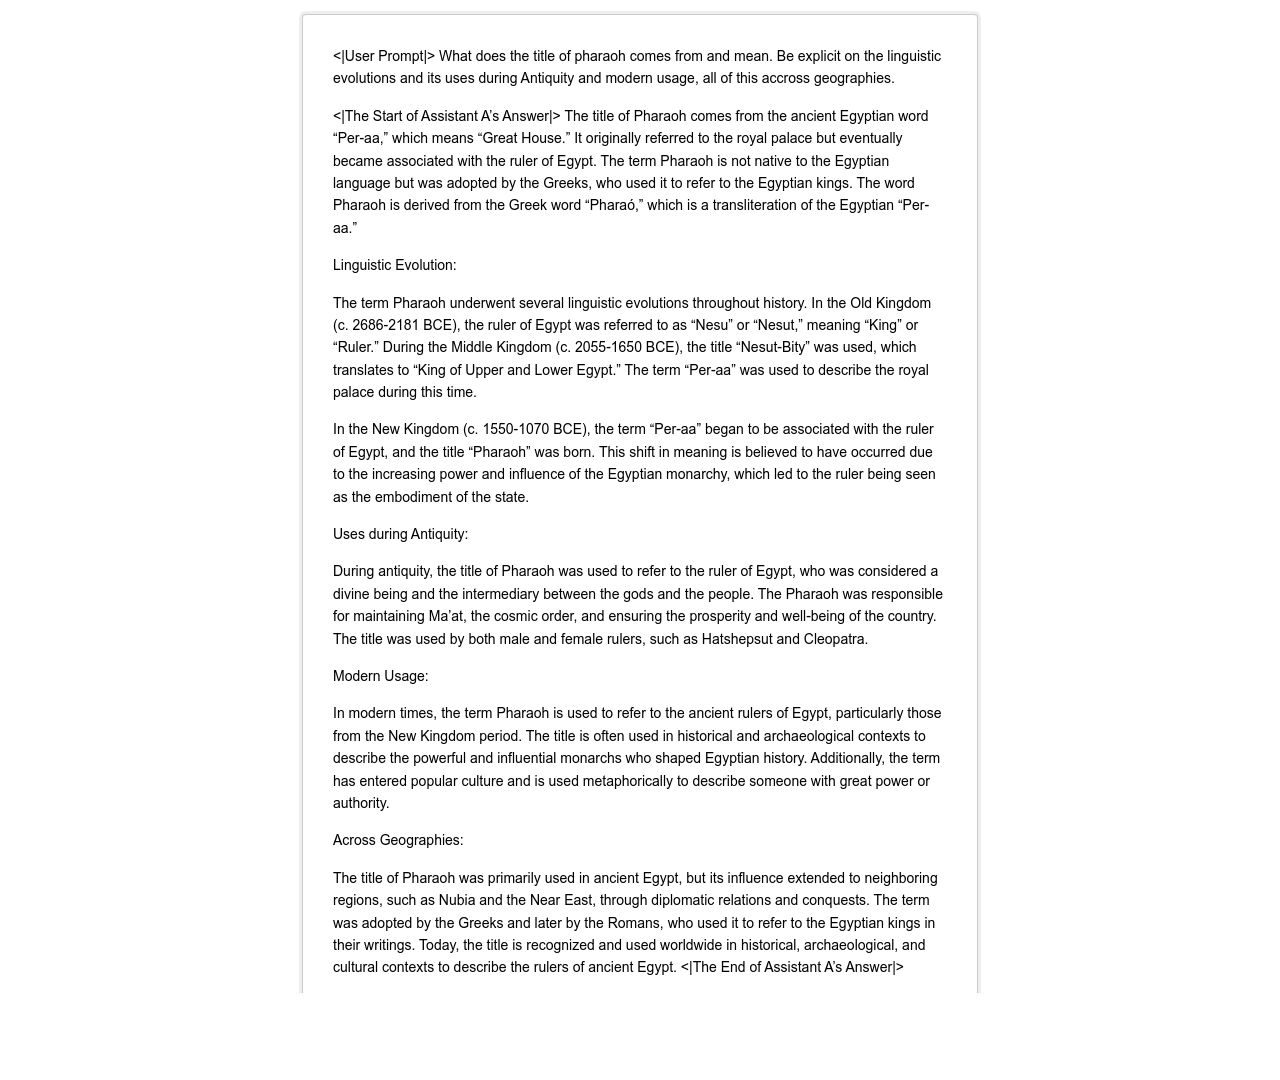 <|User Prompt|> What does the title of pharaoh comes from and mean. Be explicit on the linguistic
evolutions and its uses during Antiquity and modern usage, all of this accross geographies.
<|The Start of Assistant A’s Answer|> The title of Pharaoh comes from the ancient Egyptian word
“Per-aa,” which means “Great House.” It originally referred to the royal palace but eventually
became associated with the ruler of Egypt. The term Pharaoh is not native to the Egyptian
language but was adopted by the Greeks, who used it to refer to the Egyptian kings. The word
Pharaoh is derived from the Greek word “Pharaó,” which is a transliteration of the Egyptian “Per-
aa.”
Linguistic Evolution:
The term Pharaoh underwent several linguistic evolutions throughout history. In the Old Kingdom
(c. 2686-2181 BCE), the ruler of Egypt was referred to as “Nesu” or “Nesut,” meaning “King” or
“Ruler.” During the Middle Kingdom (c. 2055-1650 BCE), the title “Nesut-Bity” was used, which
translates to “King of Upper and Lower Egypt.” The term “Per-aa” was used to describe the royal
palace during this time.
In the New Kingdom (c. 1550-1070 BCE), the term “Per-aa” began to be associated with the ruler
of Egypt, and the title “Pharaoh” was born. This shift in meaning is believed to have occurred due
to the increasing power and influence of the Egyptian monarchy, which led to the ruler being seen
as the embodiment of the state.
Uses during Antiquity:
During antiquity, the title of Pharaoh was used to refer to the ruler of Egypt, who was considered a
divine being and the intermediary between the gods and the people. The Pharaoh was responsible
for maintaining Ma’at, the cosmic order, and ensuring the prosperity and well-being of the country.
The title was used by both male and female rulers, such as Hatshepsut and Cleopatra.
Modern Usage:
In modern times, the term Pharaoh is used to refer to the ancient rulers of Egypt, particularly those
from the New Kingdom period. The title is often used in historical and archaeological contexts to
describe the powerful and influential monarchs who shaped Egyptian history. Additionally, the term
has entered popular culture and is used metaphorically to describe someone with great power or
authority.
Across Geographies:
The title of Pharaoh was primarily used in ancient Egypt, but its influence extended to neighboring
regions, such as Nubia and the Near East, through diplomatic relations and conquests. The term
was adopted by the Greeks and later by the Romans, who used it to refer to the Egyptian kings in
their writings. Today, the title is recognized and used worldwide in historical, archaeological, and
cultural contexts to describe the rulers of ancient Egypt. <|The End of Assistant A’s Answer|>